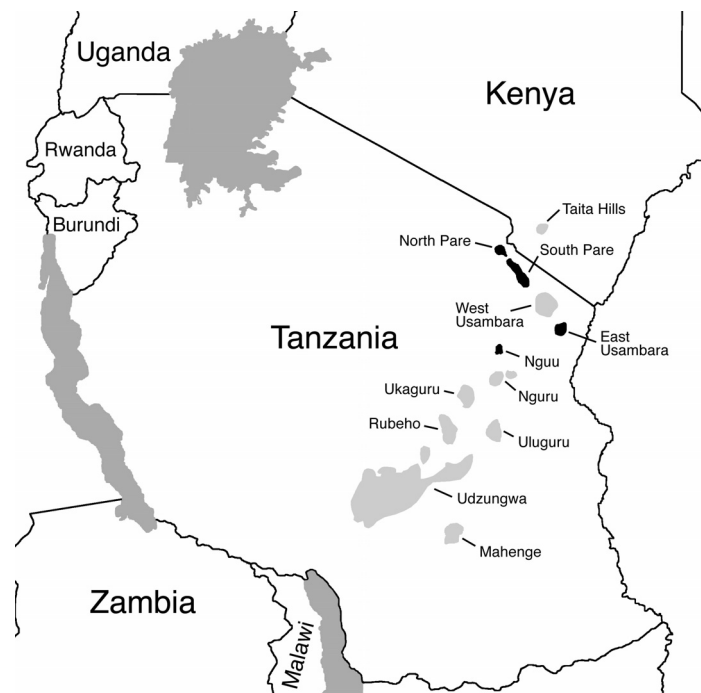 Uganda
Kenya
Rwanda
Burundi
Taita Hills
North Pare
South Pare
West
Usambara
Tanzania
East
Usambara
Nguu
Ukaguru
Nguru
Rubeho
Uluguru
Udzungwa
Mahenge
Zambia
Malawi